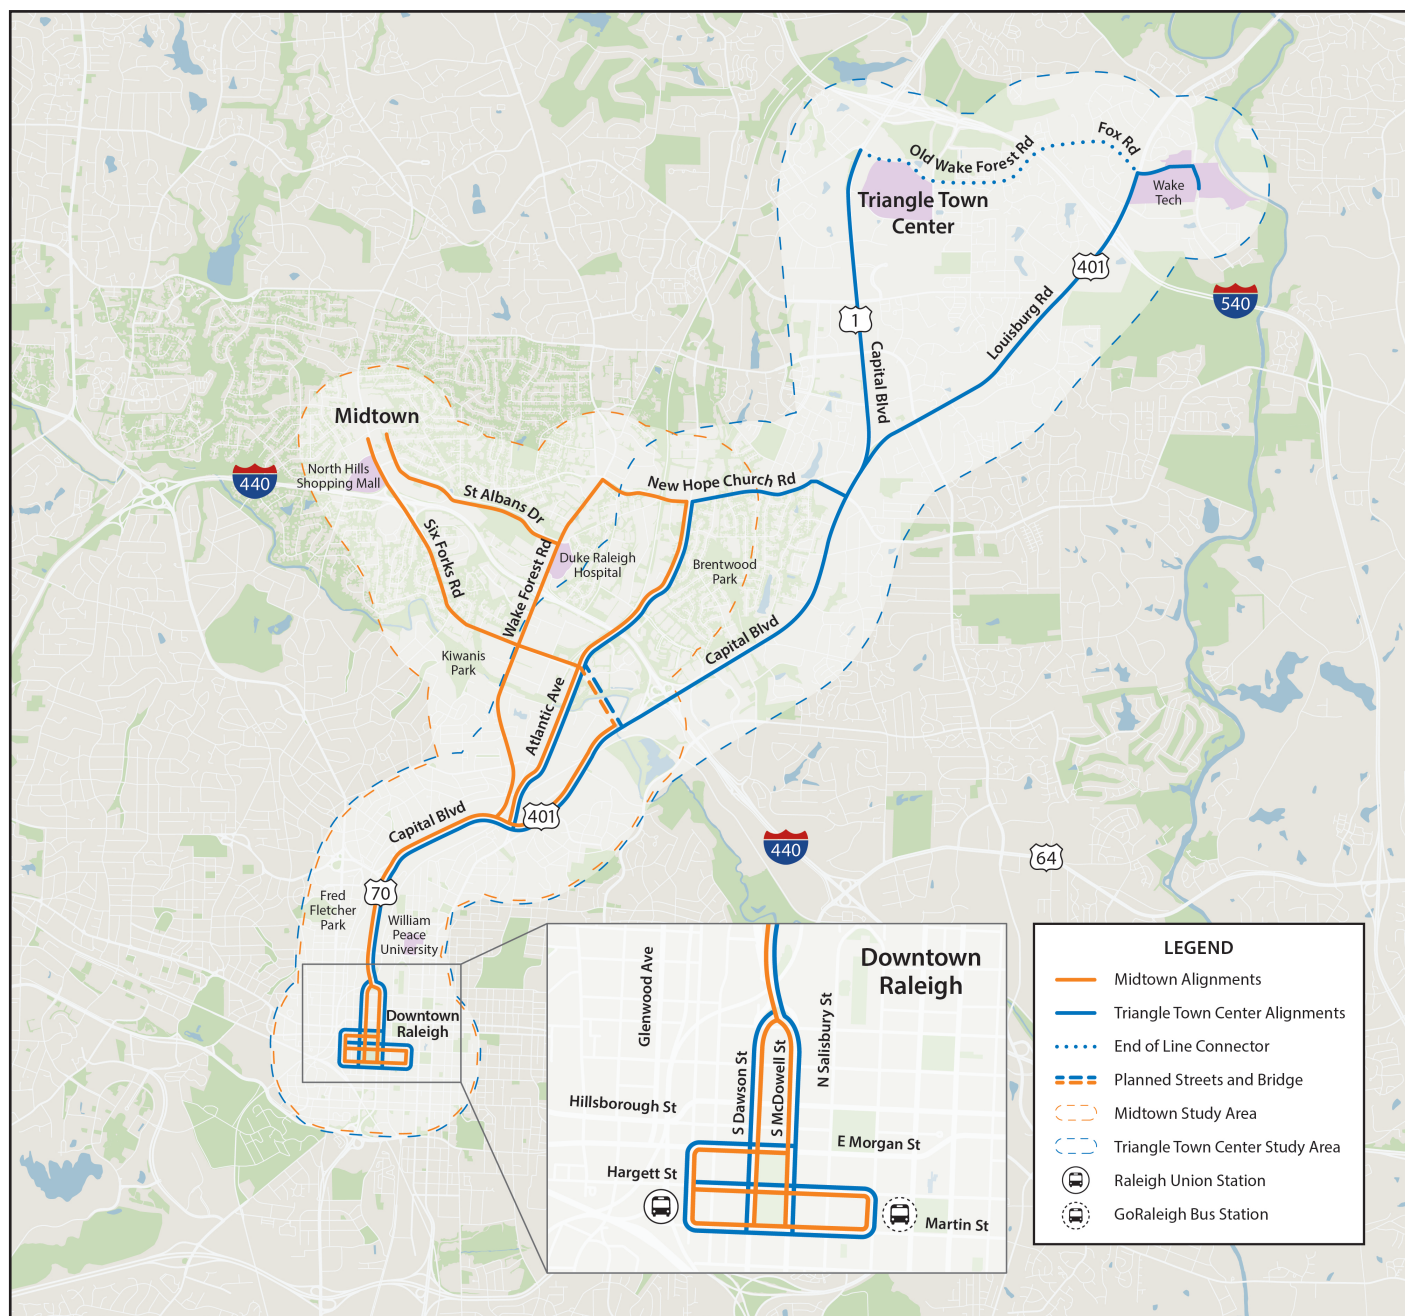 Old Wake Forest Rd
Fox Rd
Wake
Tech
Triangle Town
Center
401
540
1
Louisburg Rd
Capital Blvd
Midtown
North Hills
Shopping Mall
440
St Albans Dr
New Hope Church Rd
Six Forks Rd
Wake Forest Rd
Duke Raleigh
Hospital
Brentwood
Park
Capital Blvd
Kiwanis
Park
Atlantic Ave
Capital Blvd
401
440
64
70
Fred
Fletcher
Park
William
Peace
University
Downtown
Raleigh
Downtown
Raleigh
Glenwood Ave
N Salisbury St
S Dawson St
S McDowell St
Hillsborough St
E Morgan St
Hargett St
Martin St
LEGEND
Midtown Alignments
Triangle Town Center Alignments
End of Line Connector
Planned Streets and Bridge
Midtown Study Area
Triangle Town Center Study Area
Raleigh Union Station
GoRaleigh Bus Station